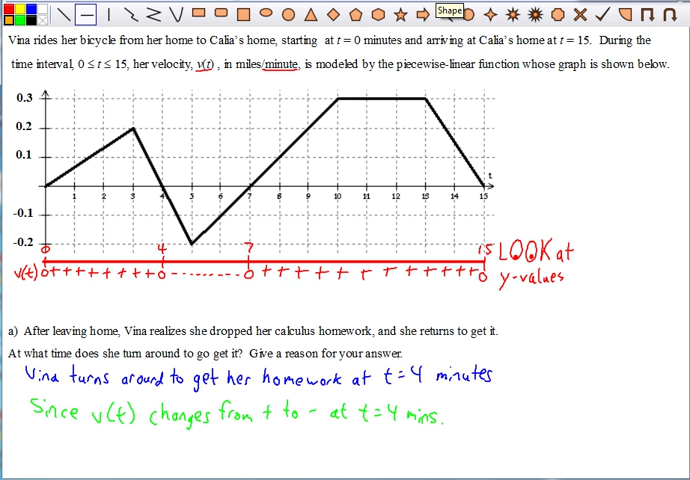 Shape
Vina rides her bicycle from her home to Calia's home, starting at t = 0 minutes and arriving at Calia's home at t = 15. During the
time interval, 0 ≤ t ≤ 15, her velocity, v(t), in miles/minute, is modeled by the piecewise-linear function whose graph is shown below.
0.3
0.2
0.1
t
1 2 3 4 5 6 7 8 9 10 11 12 13 14 15
-0.1
-0.2
0 4 7 15 LOOK at
v(t) 0++++++++0---------0+++++++++++++0 y-values
a) After leaving home, Vina realizes she dropped her calculus homework, and she returns to get it.
At what time does she turn around to go get it? Give a reason for your answer.
Vina turns around to get her homework at t=4 minutes
Since v(t) changes from + to - at t=4 mins.